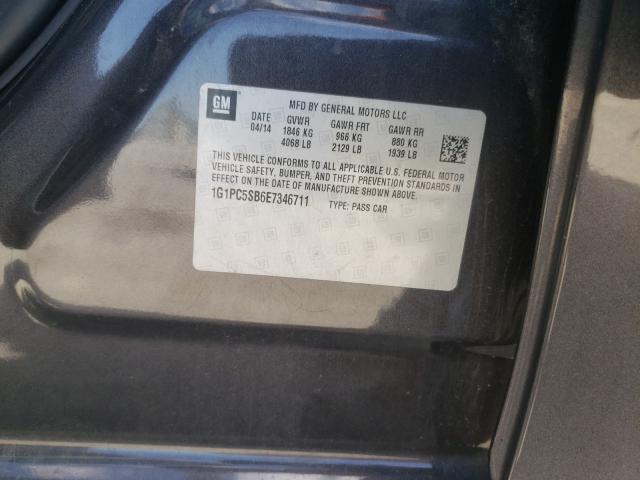 GM
MFD BY GENERAL MOTORS LLC
DATE GVWR GAWR FRT GAWR RR
04/14 1846 KG 966 KG 880 KG
4068 LB 2129 LB 1939 LB
THIS VEHICLE CONFORMS TO ALL APPLICABLE U.S. FEDERAL MOTOR
VEHICLE SAFETY, BUMPER, AND THEFT PREVENTION STANDARDS IN
EFFECT ON THE DATE OF MANUFACTURE SHOWN ABOVE.
1G1PC5SB6E7346711 TYPE: PASS CAR